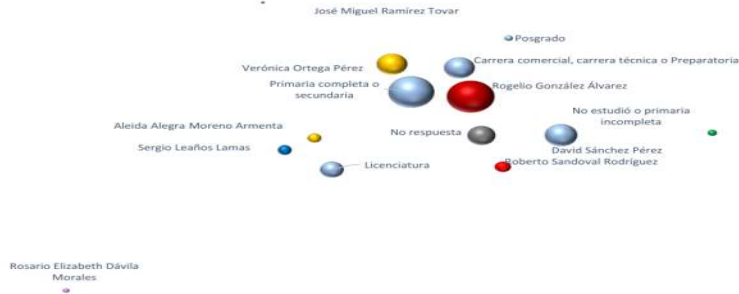 José Miguel Ramírez Tovar
Posgrado
Carrera comercial, carrera técnica o Preparatoria
Verónica Ortega Pérez
Primaria completa o
secundaria
Rogelio González Álvarez
No estudió o primaria
incompleta
Aleida Alegra Moreno Armenta
No respuesta
Sergio Leaños Lamas
David Sánchez Pérez
Roberto Sandoval Rodríguez
Licenciatura
Rosario Elizabeth Dávila
Morales